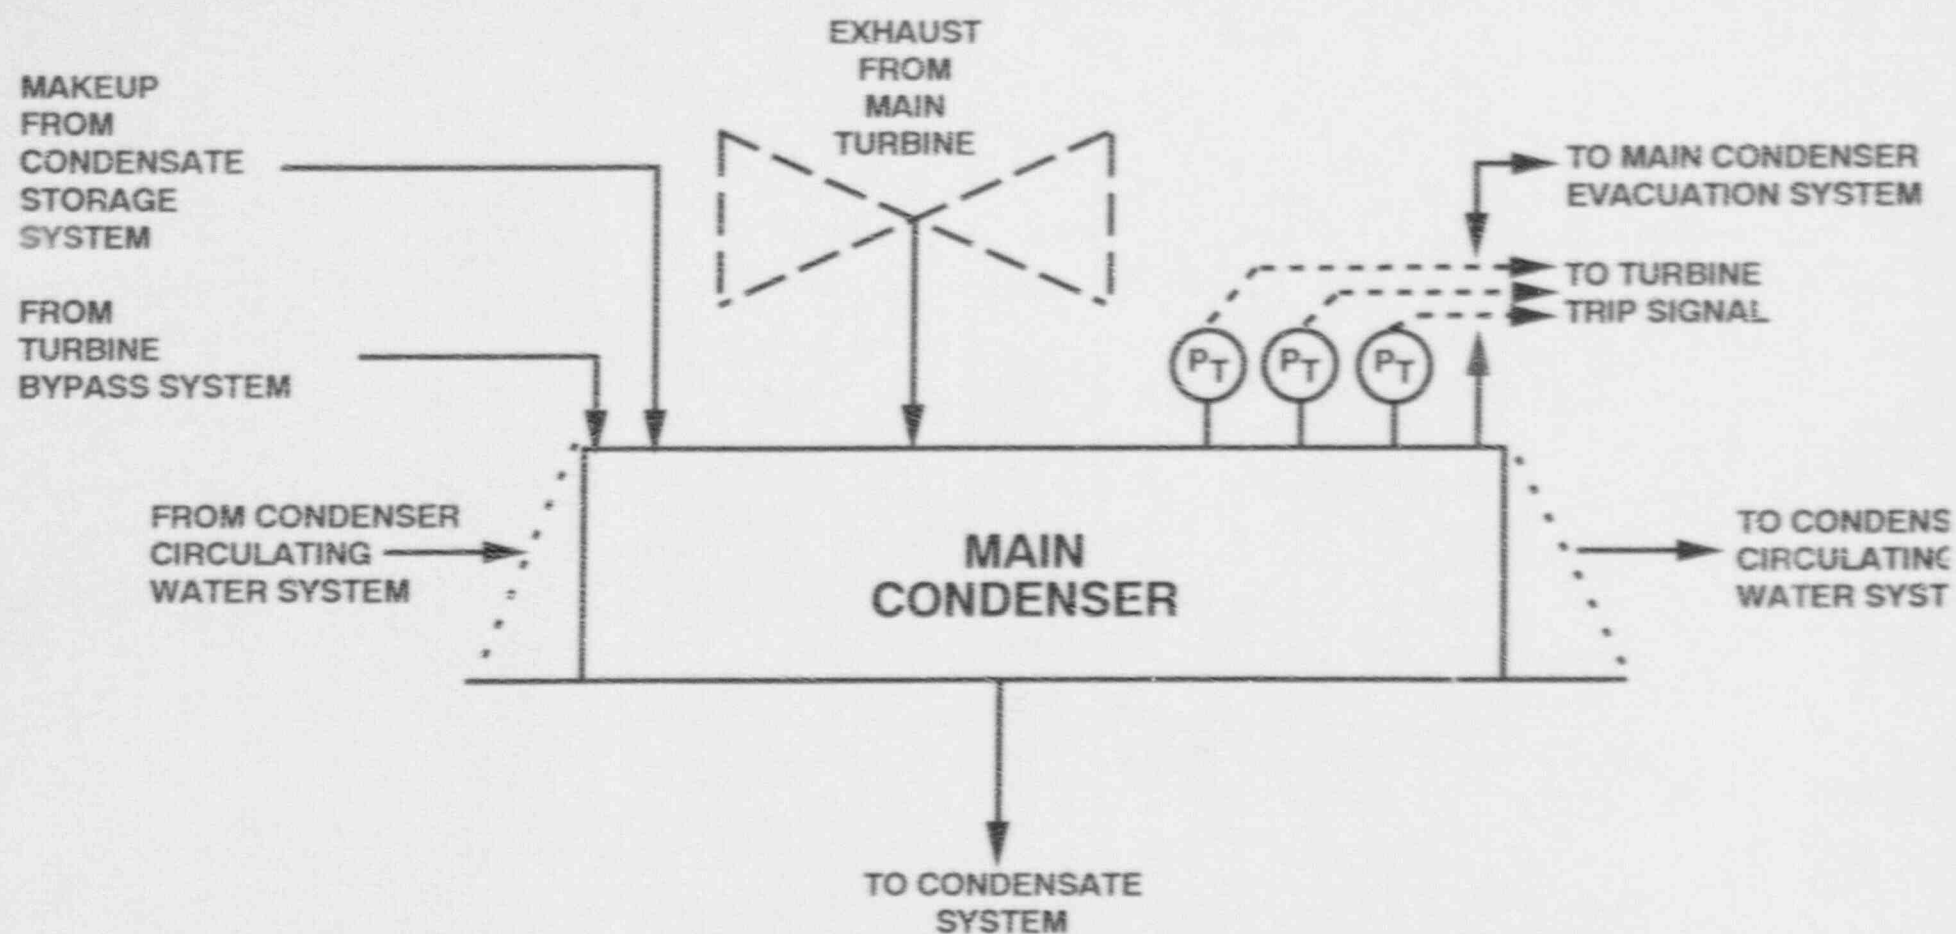 EXHAUST
FROM
MAIN
TURBINE
MAKEUP
FROM
CONDENSATE
STORAGE
SYSTEM
FROM
TURBINE
BYPASS SYSTEM
TO MAIN CONDENSER
EVACUATION SYSTEM
TO TURBINE
TRIP SIGNAL
PT PT PT
FROM CONDENSER
CIRCULATING
WATER SYSTEM
MAIN
CONDENSER
TO CONDENS
CIRCULATING
WATER SYST
TO CONDENSATE
SYSTEM